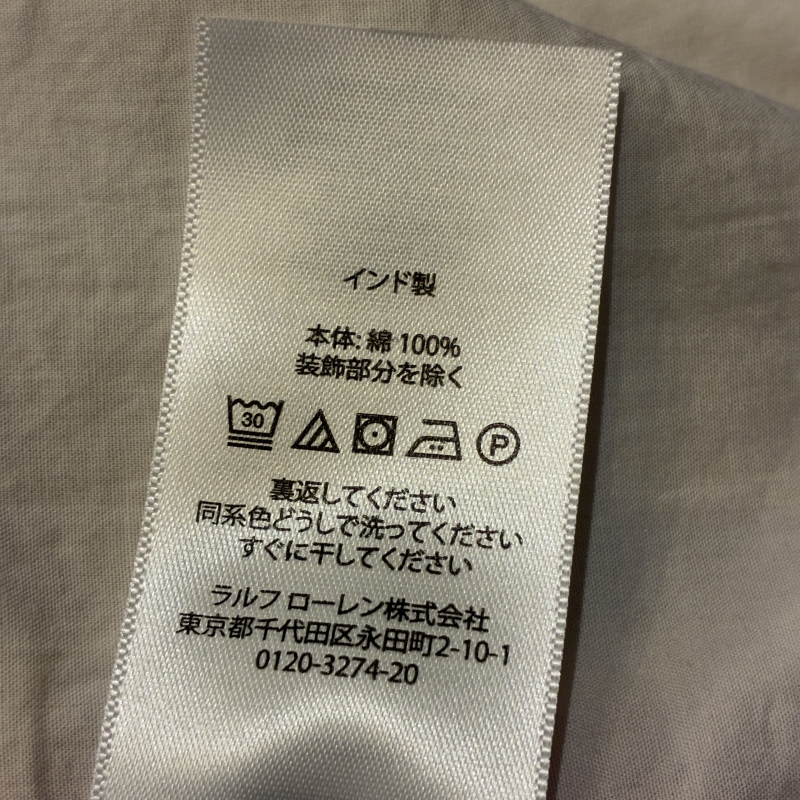 インド製
本体: 綿 100%
装飾部分を除く
30 P
裏返してください
同系色どうしで洗ってください
すぐに干してください
ラルフ ローレン株式会社
東京都千代田区永田町2-10-1
0120-3274-20